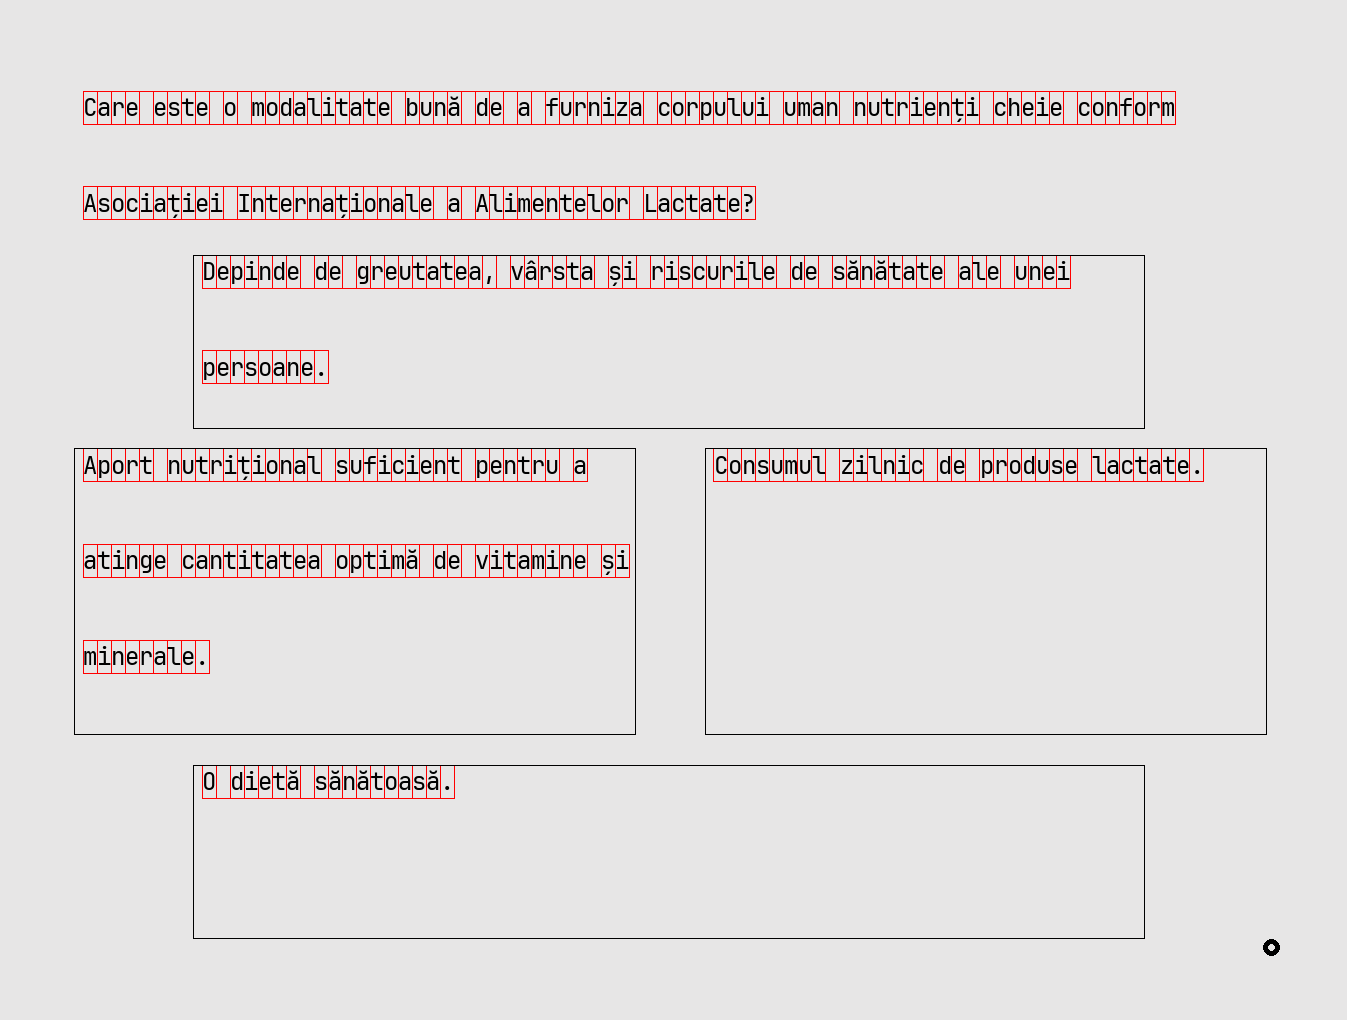 Care este o modalitate bună de a furniza corpului uman nutrienți cheie conform
Asociației Internaționale a Alimentelor Lactate?
Depinde de greutatea, vârsta și riscurile de sănătate ale unei
persoane.
Aport nutrițional suficient pentru a
atinge cantitatea optimă de vitamine și
minerale.
Consumul zilnic de produse lactate.
O dietă sănătoasă.